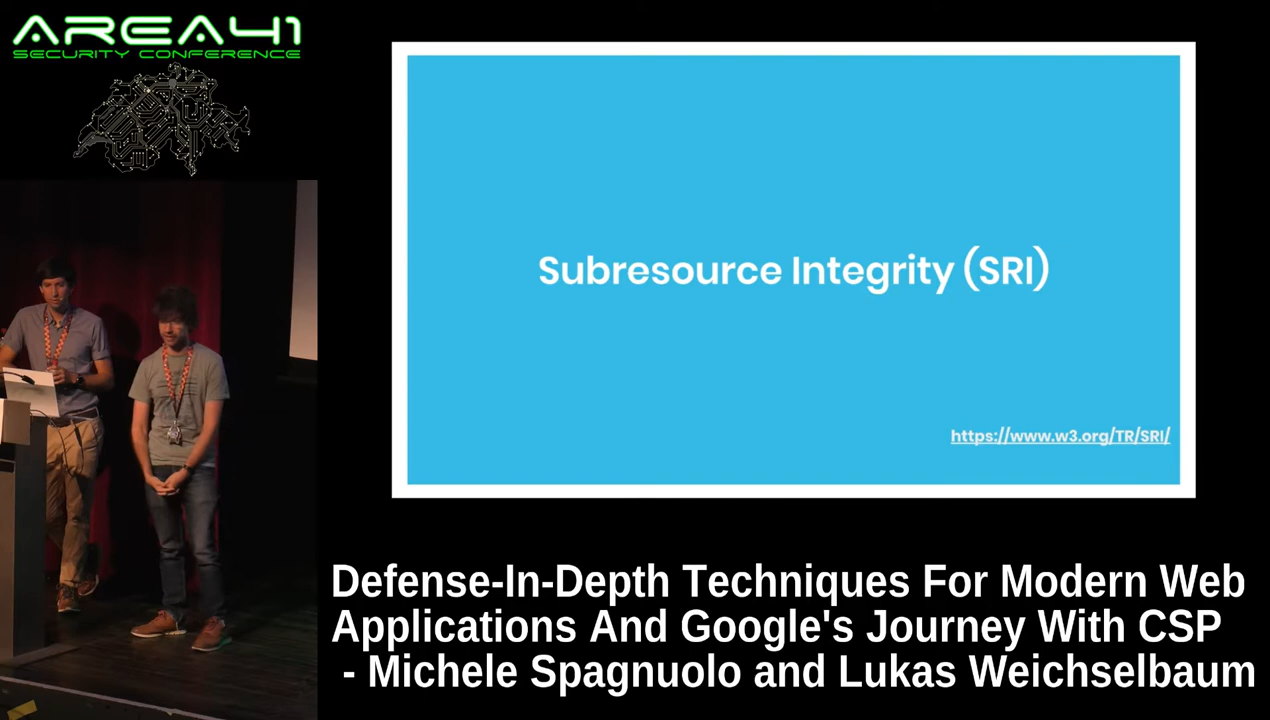 AREA41
SECURITY CONFERENCE
Subresource Integrity (SRI)
https://www.w3.org/TR/SRI/
Defense-In-Depth Techniques For Modern Web
Applications And Google's Journey With CSP
- Michele Spagnuolo and Lukas Weichselbaum